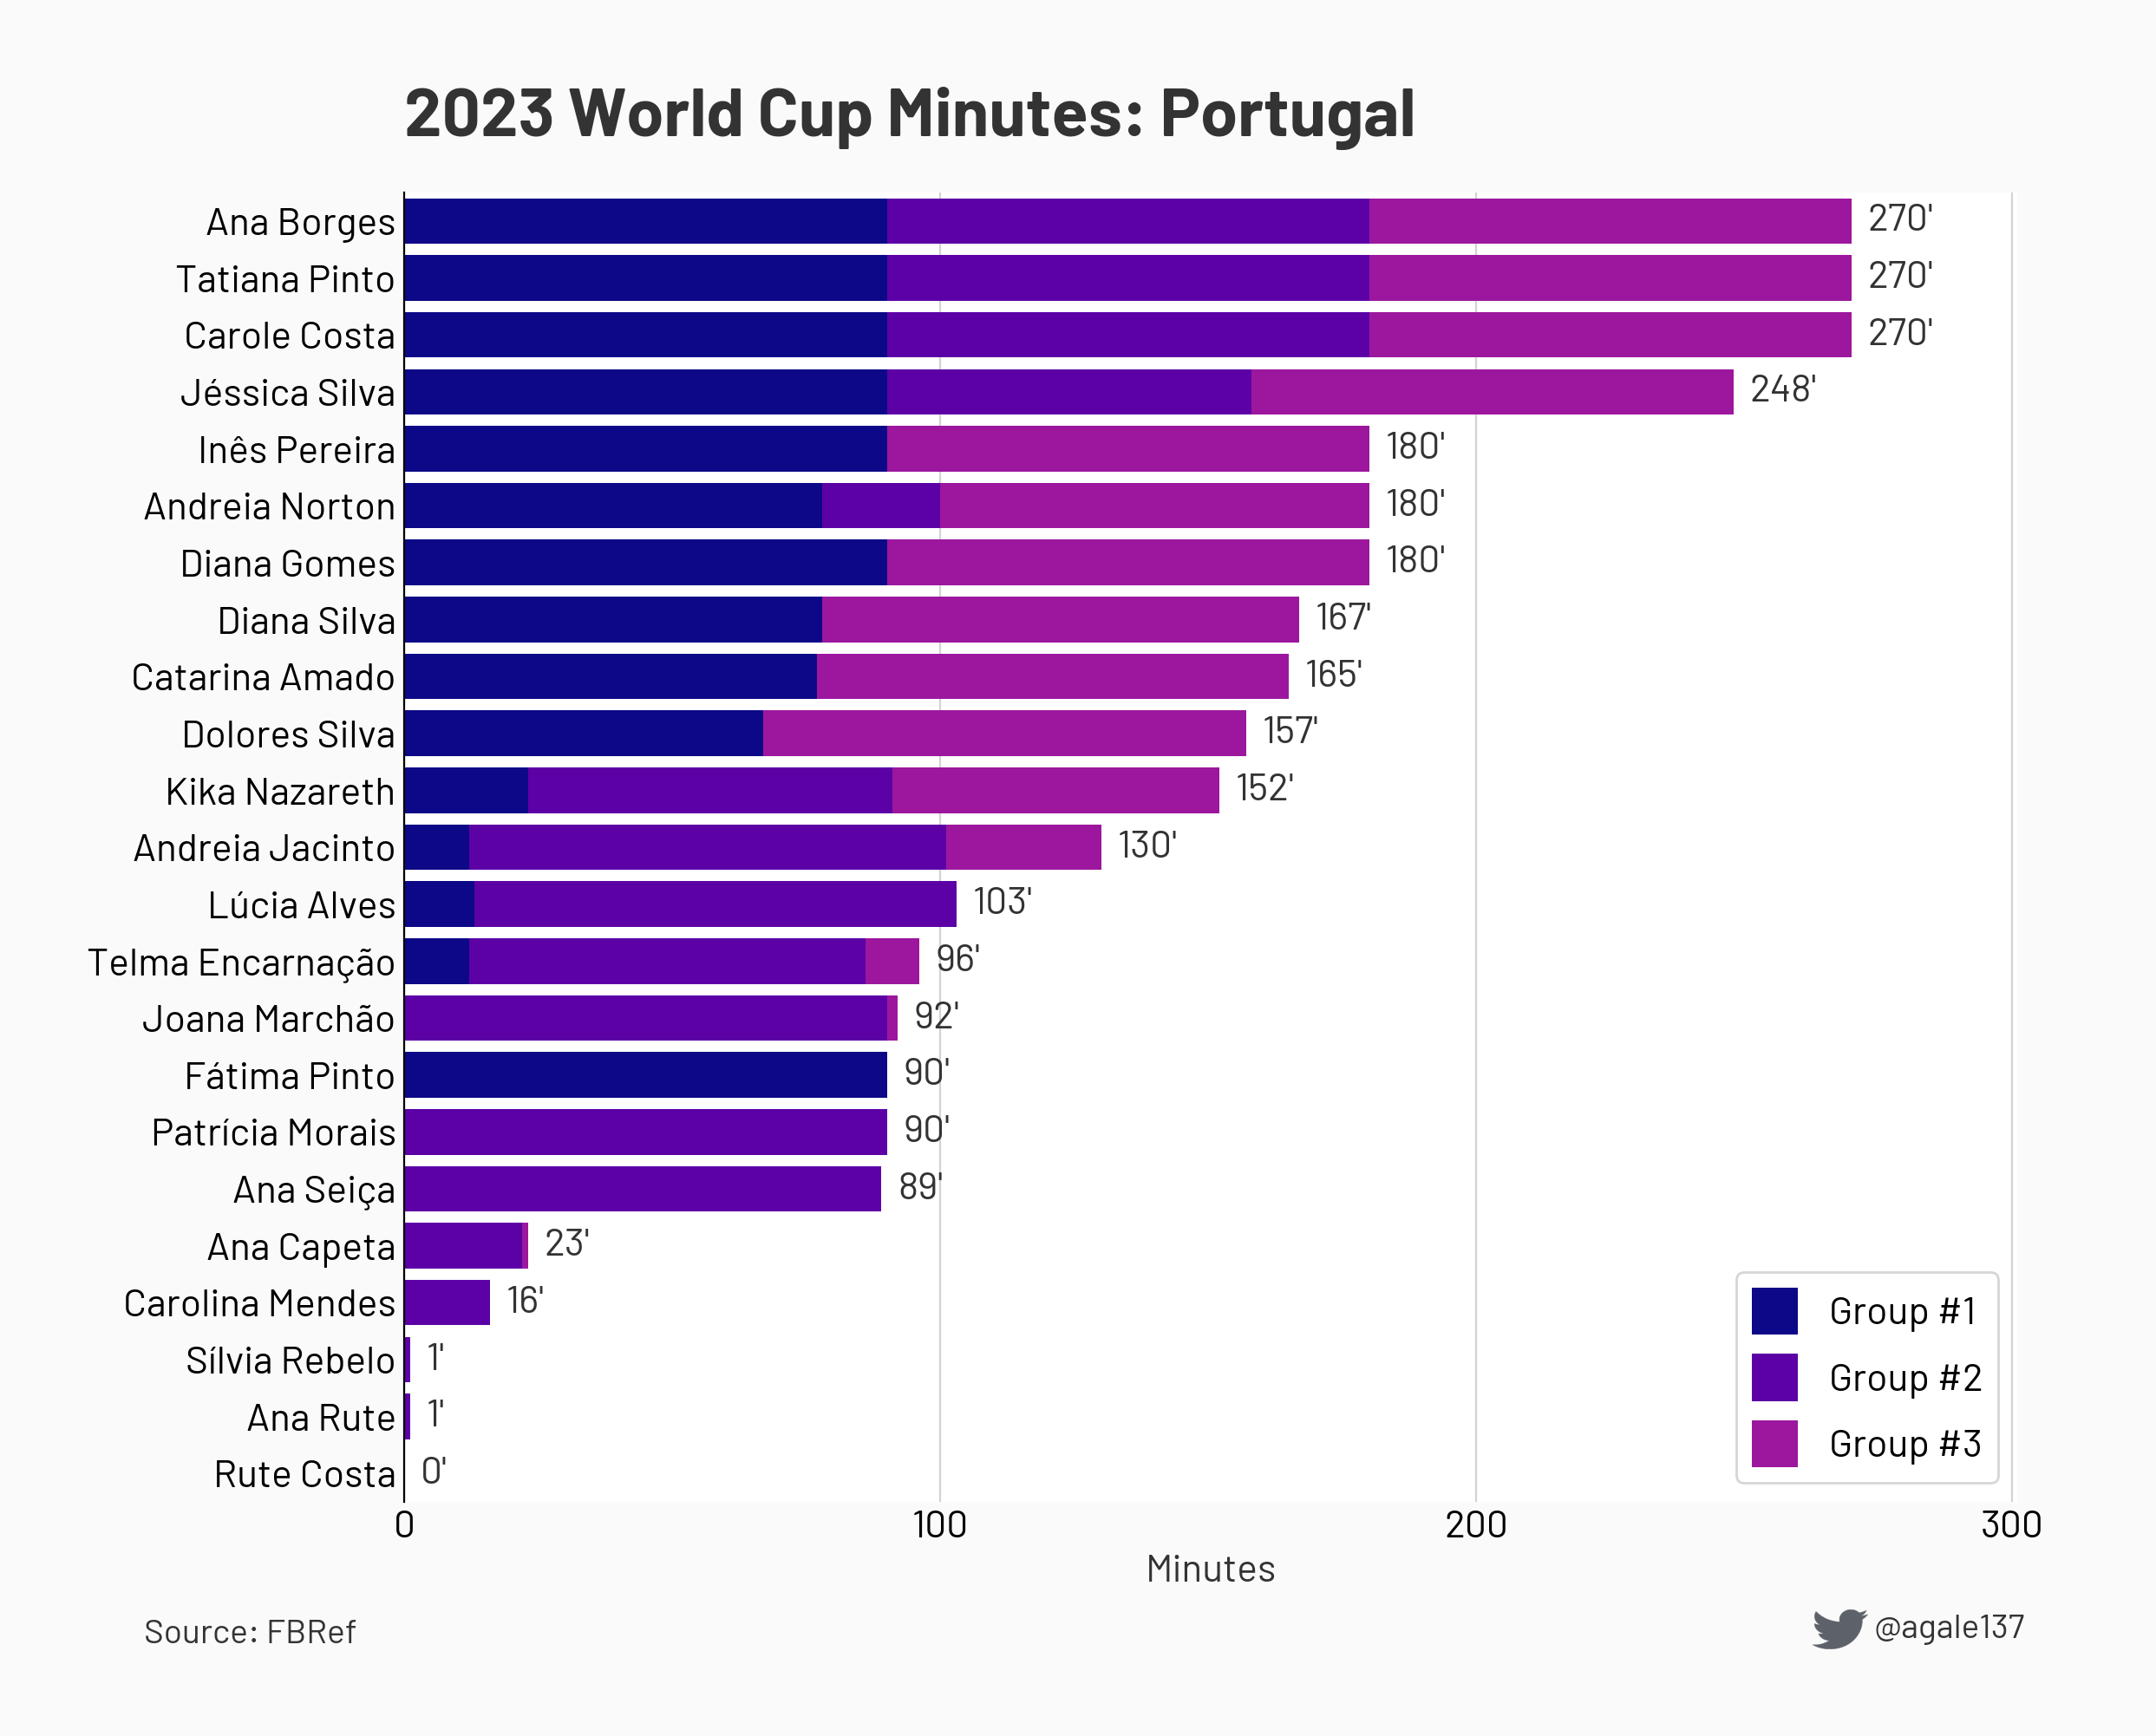 2023 World Cup Minutes: Portugal
Ana Borges 270'
Tatiana Pinto 270'
Carole Costa 270'
Jéssica Silva 248'
Inês Pereira 180'
Andreia Norton 180'
Diana Gomes 180'
Diana Silva 167'
Catarina Amado 165'
Dolores Silva 157'
Kika Nazareth 152'
Andreia Jacinto 130'
Lúcia Alves 103'
Telma Encarnação 96'
Joana Marchão 92'
Fátima Pinto 90'
Patrícia Morais 90'
Ana Seiça 89'
Ana Capeta 23'
Carolina Mendes 16'
Sílvia Rebelo 1'
Ana Rute 1'
Rute Costa 0'
Group #1
Group #2
Group #3
0 100 200 300
Minutes
Source: FBRef
@agale137